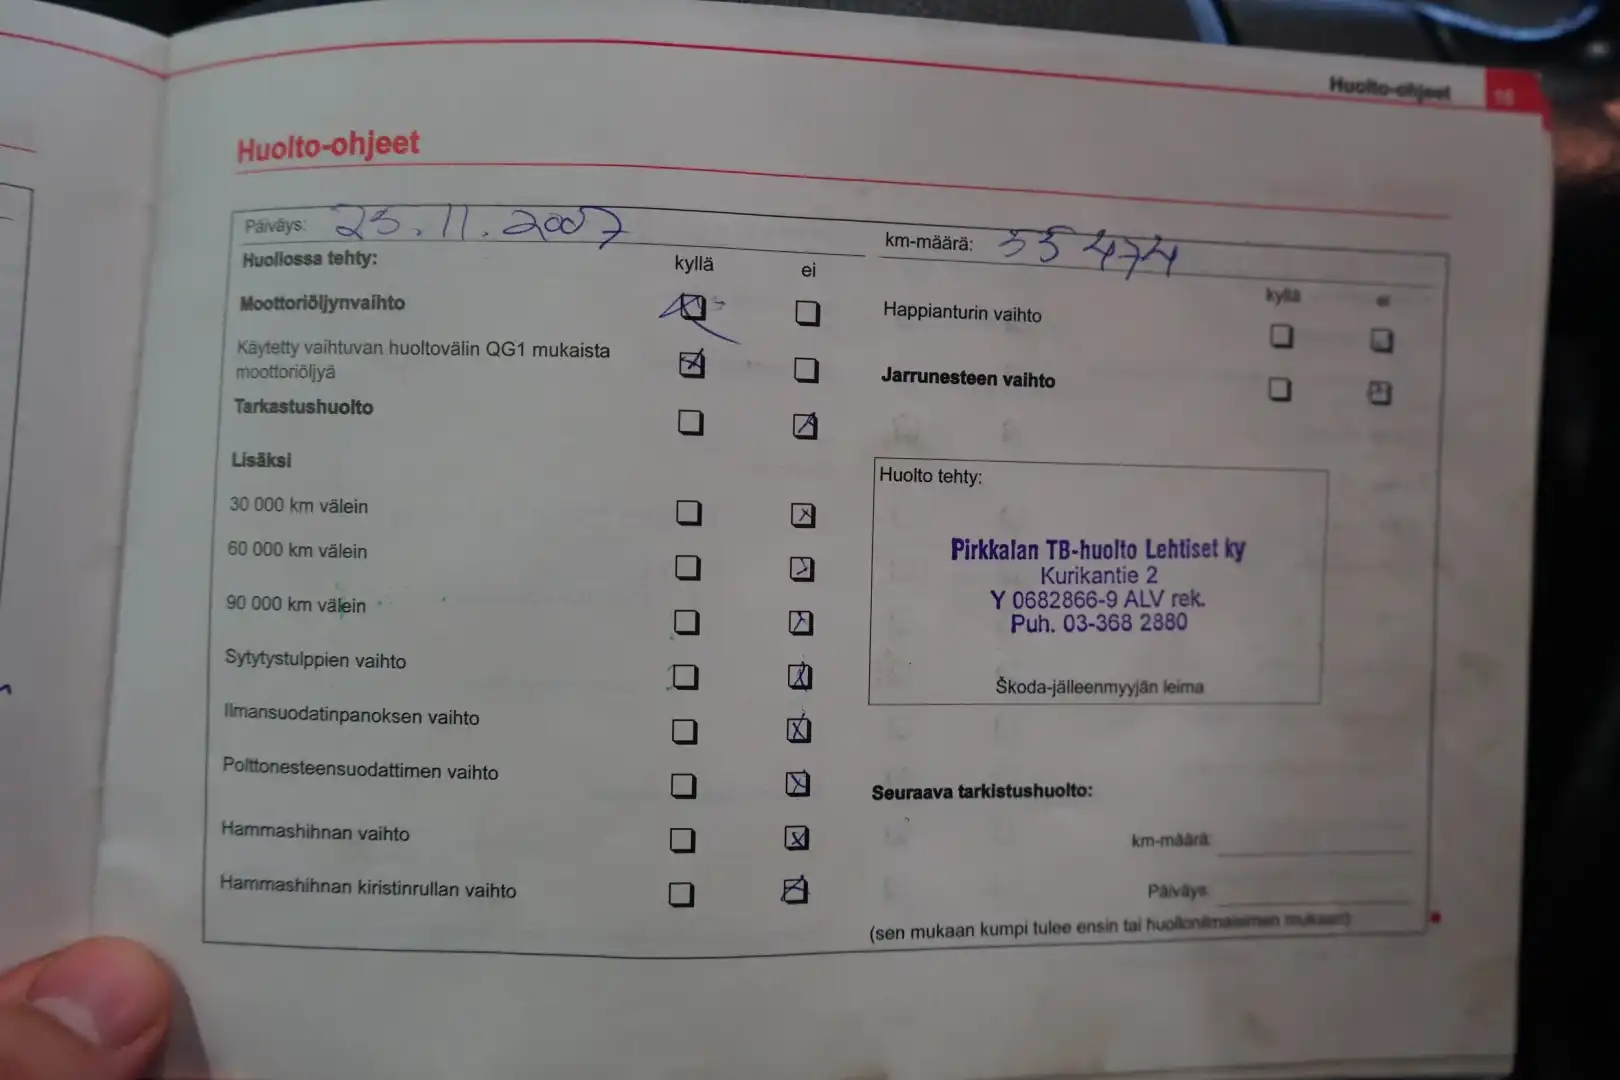 Huolto-ohjeet
Huolto-ohjeet
Päiväys: 23.11.2007
km-määrä: 55 474
Huollossa tehty:
kyllä ei
kyllä ei
Moottoriöljynvaihto
Käytetty vaihtuvan huoltovälin QG1 mukaista
moottoriöljyä
Tarkastushuolto
Lisäksi
30 000 km välein
60 000 km välein
90 000 km välein
Sytytystulppien vaihto
Ilmansuodatinpanoksen vaihto
Polttonesteensuodattimen vaihto
Hammashihnan vaihto
Hammashihnan kiristinrullan vaihto
Happianturin vaihto
Jarrunesteen vaihto
Huolto tehty:
Pirkkalan TB-huolto Lehtiset ky
Kurikantie 2
Y 0682866-9 ALV rek.
Puh. 03-368 2880
Škoda-jälleenmyyjän leima
Seuraava tarkistushuolto:
km-määrä:
Päiväys:
(sen mukaan kumpi tulee ensin tai huollonilmaisimen mukaan)